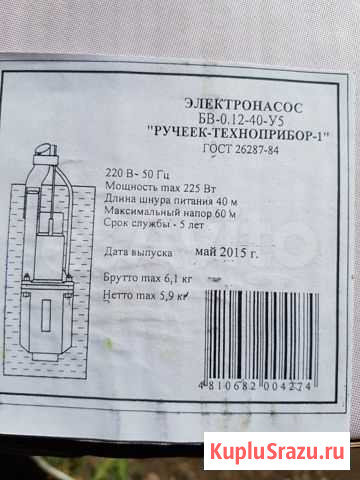 ЭЛЕКТРОНАСОС
БВ-0.12-40-У5
"РУЧЕЕК-ТЕХНОПРИБОР-1"
ГОСТ 26287-84
220 В~ 50 Гц
Мощность max 225 Вт
Длина шнура питания 40 м
Максимальный напор 60 м
Срок службы - 5 лет
Дата выпуска май 2015 г.
Брутто max 6,1 кг
Нетто max 5,9 кг
4810682004274
KupluSrazu.ru